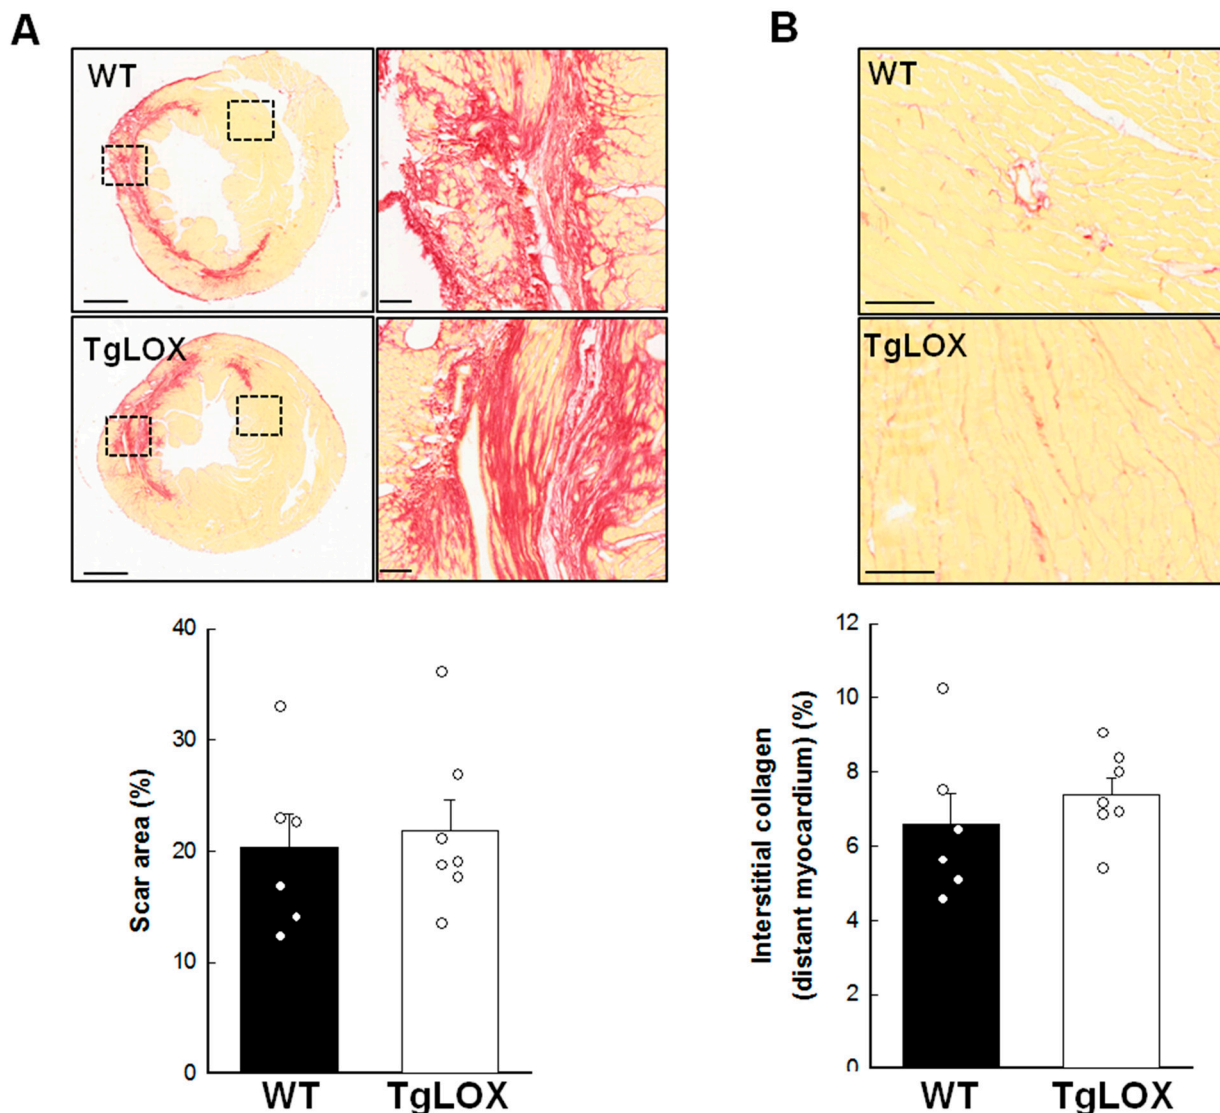 A
B
WT
WT
TgLOX
TgLOX
40
30
20
10
0
Scar area (%)
WT
TgLOX
12
10
8
6
4
2
0
Interstitial collagen
(distant myocardium) (%)
WT
TgLOX